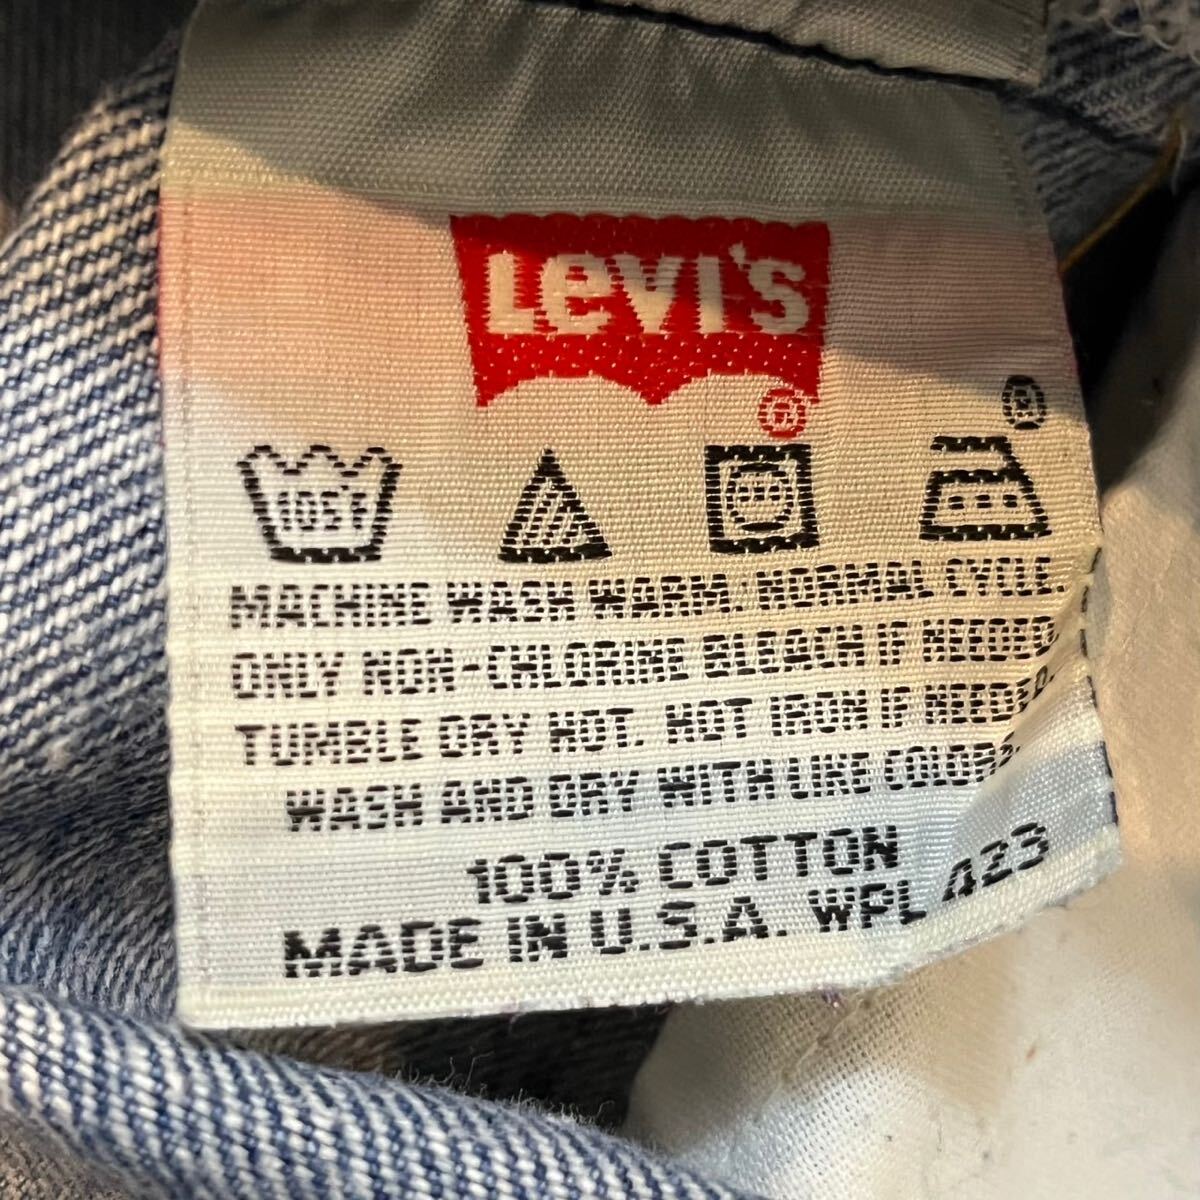 Levi's
®
®
105°F
MACHINE WASH WARM. NORMAL CYCLE.
ONLY NON-CHLORINE BLEACH IF NEEDED.
TUMBLE DRY HOT. HOT IRON IF NEEDED.
WASH AND DRY WITH LIKE COLORS.
100% COTTON
MADE IN U.S.A. WPL 423